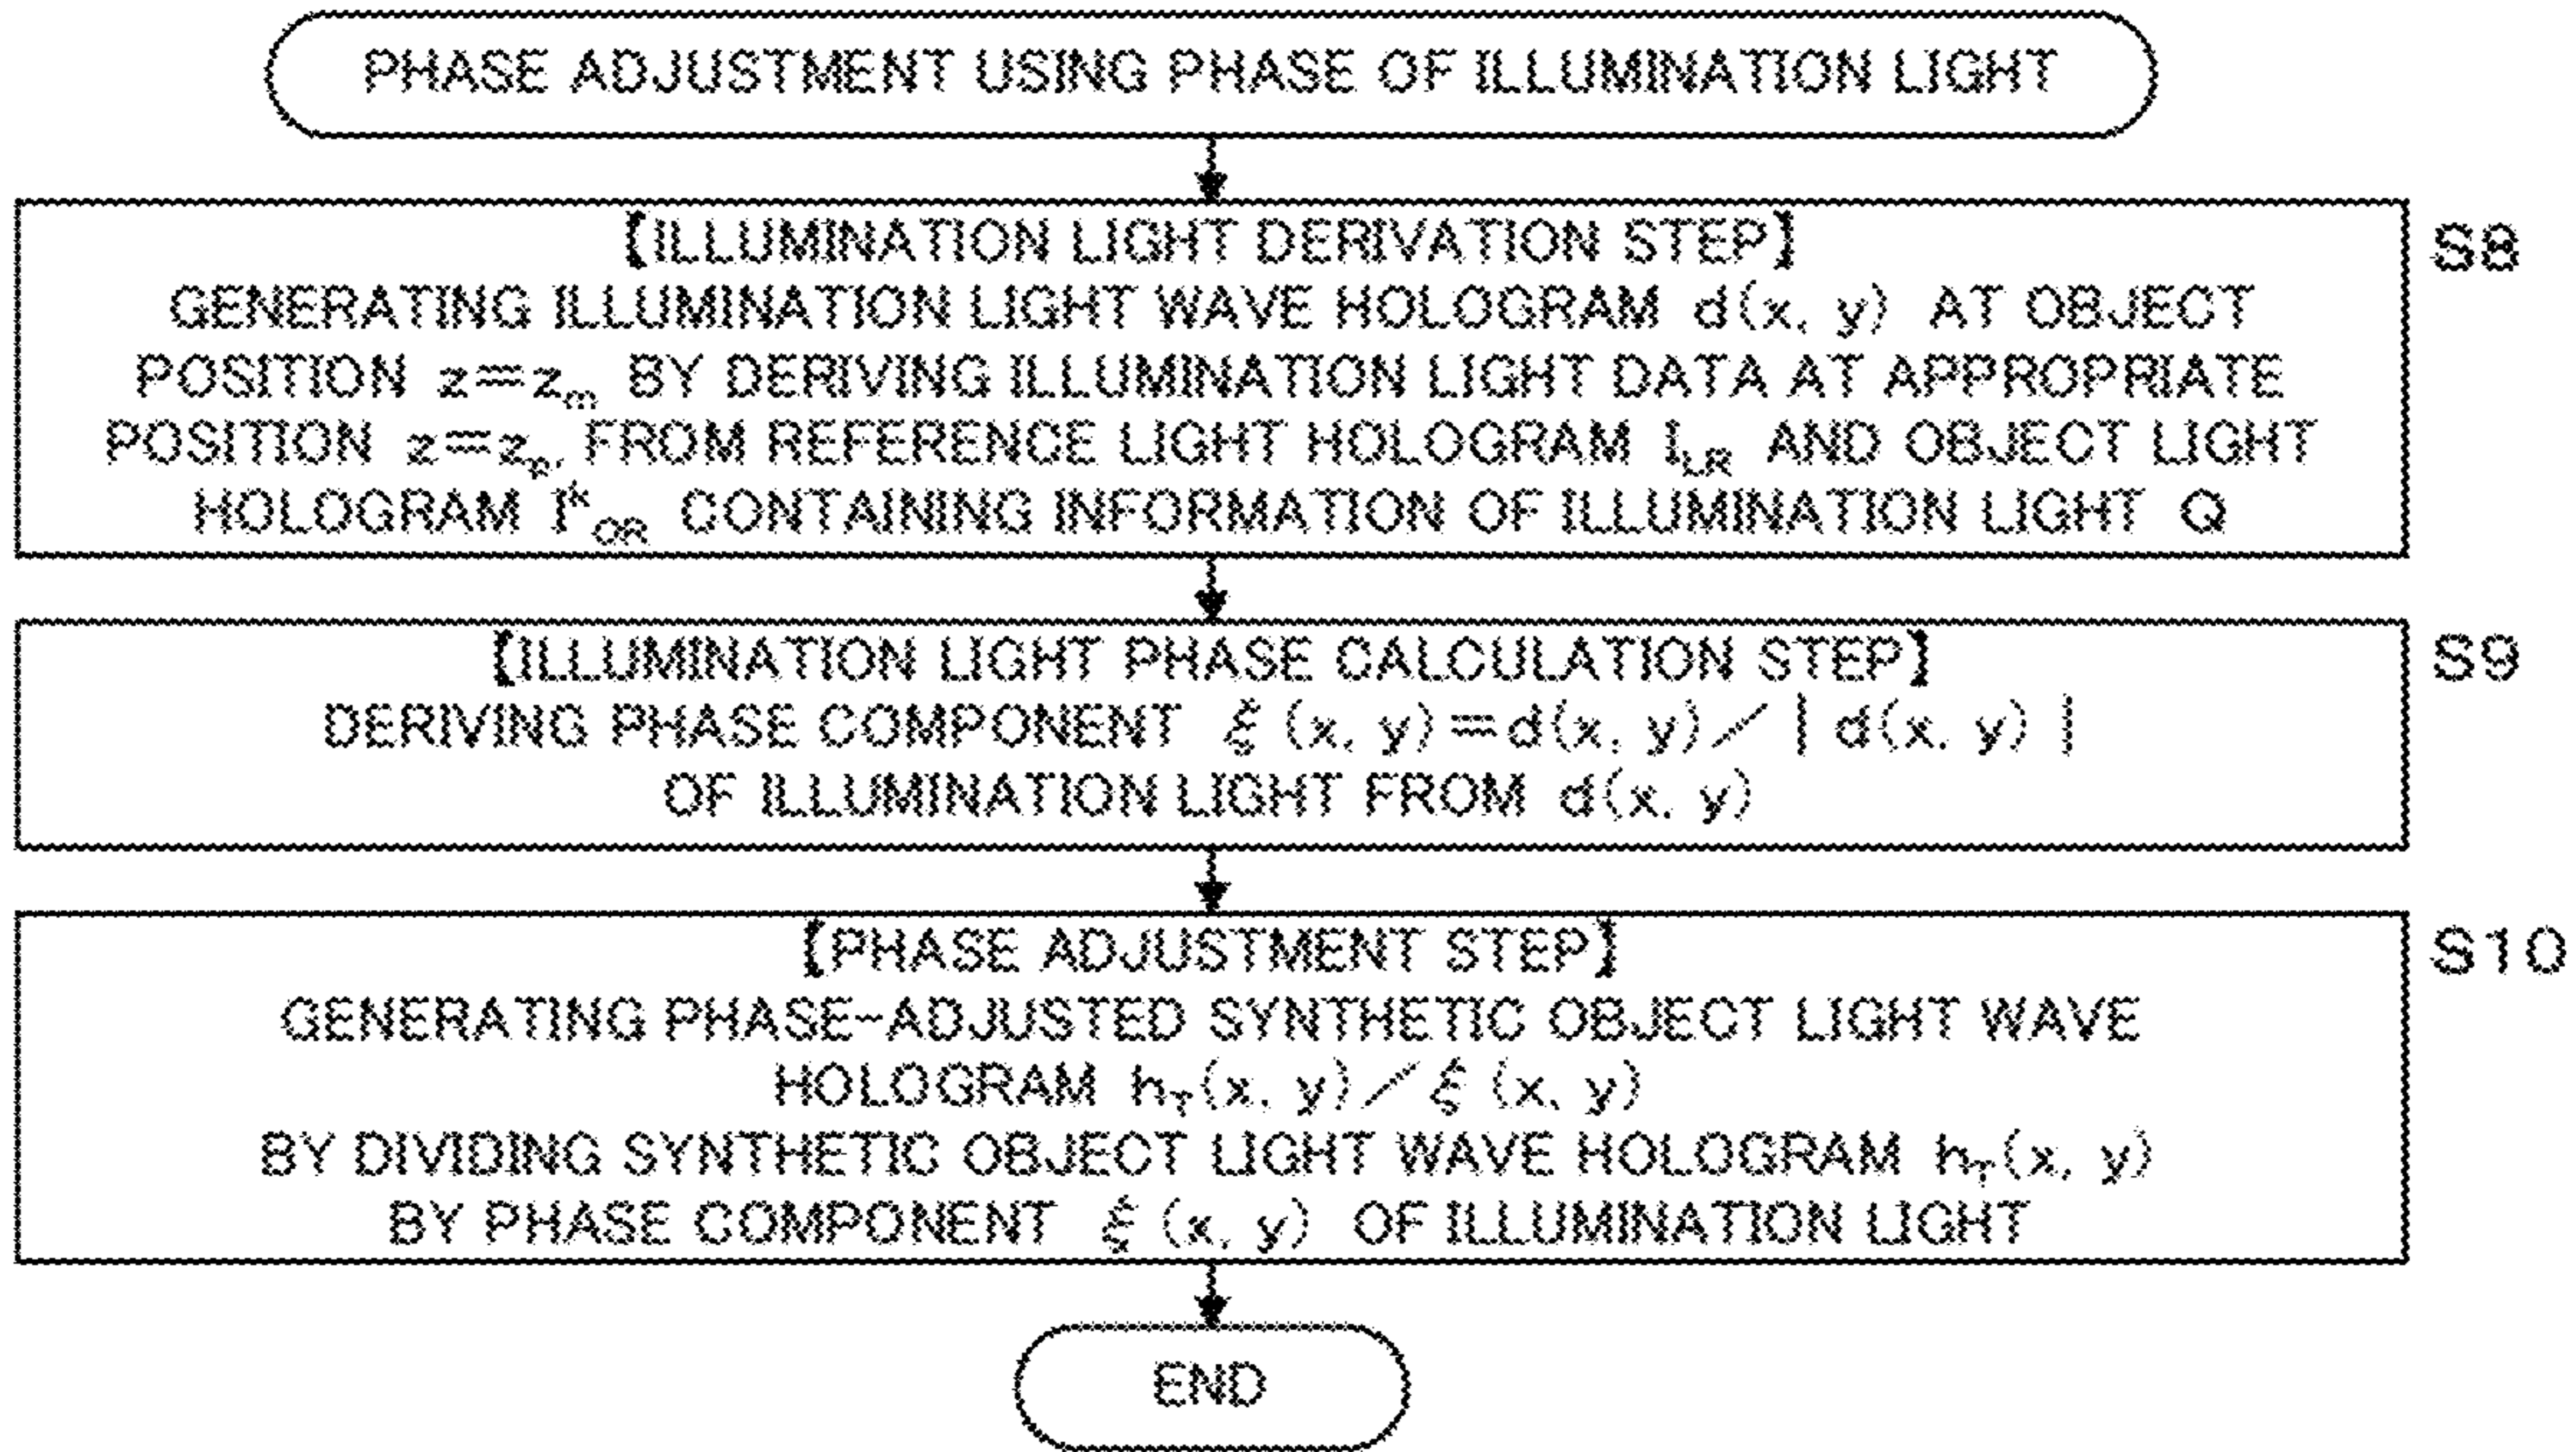 PHASE ADJUSTMENT USING PHASE OF ILLUMINATION LIGHT
【ILLUMINATION LIGHT DERIVATION STEP】 S8
GENERATING ILLUMINATION LIGHT WAVE HOLOGRAM d(x, y) AT OBJECT
POSITION z=zₘ BY DERIVING ILLUMINATION LIGHT DATA AT APPROPRIATE
POSITION z=zₚ, FROM REFERENCE LIGHT HOLOGRAM I_LR AND OBJECT LIGHT
HOLOGRAM I^k_OR CONTAINING INFORMATION OF ILLUMINATION LIGHT Q
【ILLUMINATION LIGHT PHASE CALCULATION STEP】 S9
DERIVING PHASE COMPONENT ξ(x, y)=d(x, y)/|d(x, y)|
OF ILLUMINATION LIGHT FROM d(x, y)
【PHASE ADJUSTMENT STEP】 S10
GENERATING PHASE-ADJUSTED SYNTHETIC OBJECT LIGHT WAVE
HOLOGRAM h_T(x, y)/ξ(x, y)
BY DIVIDING SYNTHETIC OBJECT LIGHT WAVE HOLOGRAM h_T(x, y)
BY PHASE COMPONENT ξ(x, y) OF ILLUMINATION LIGHT
END